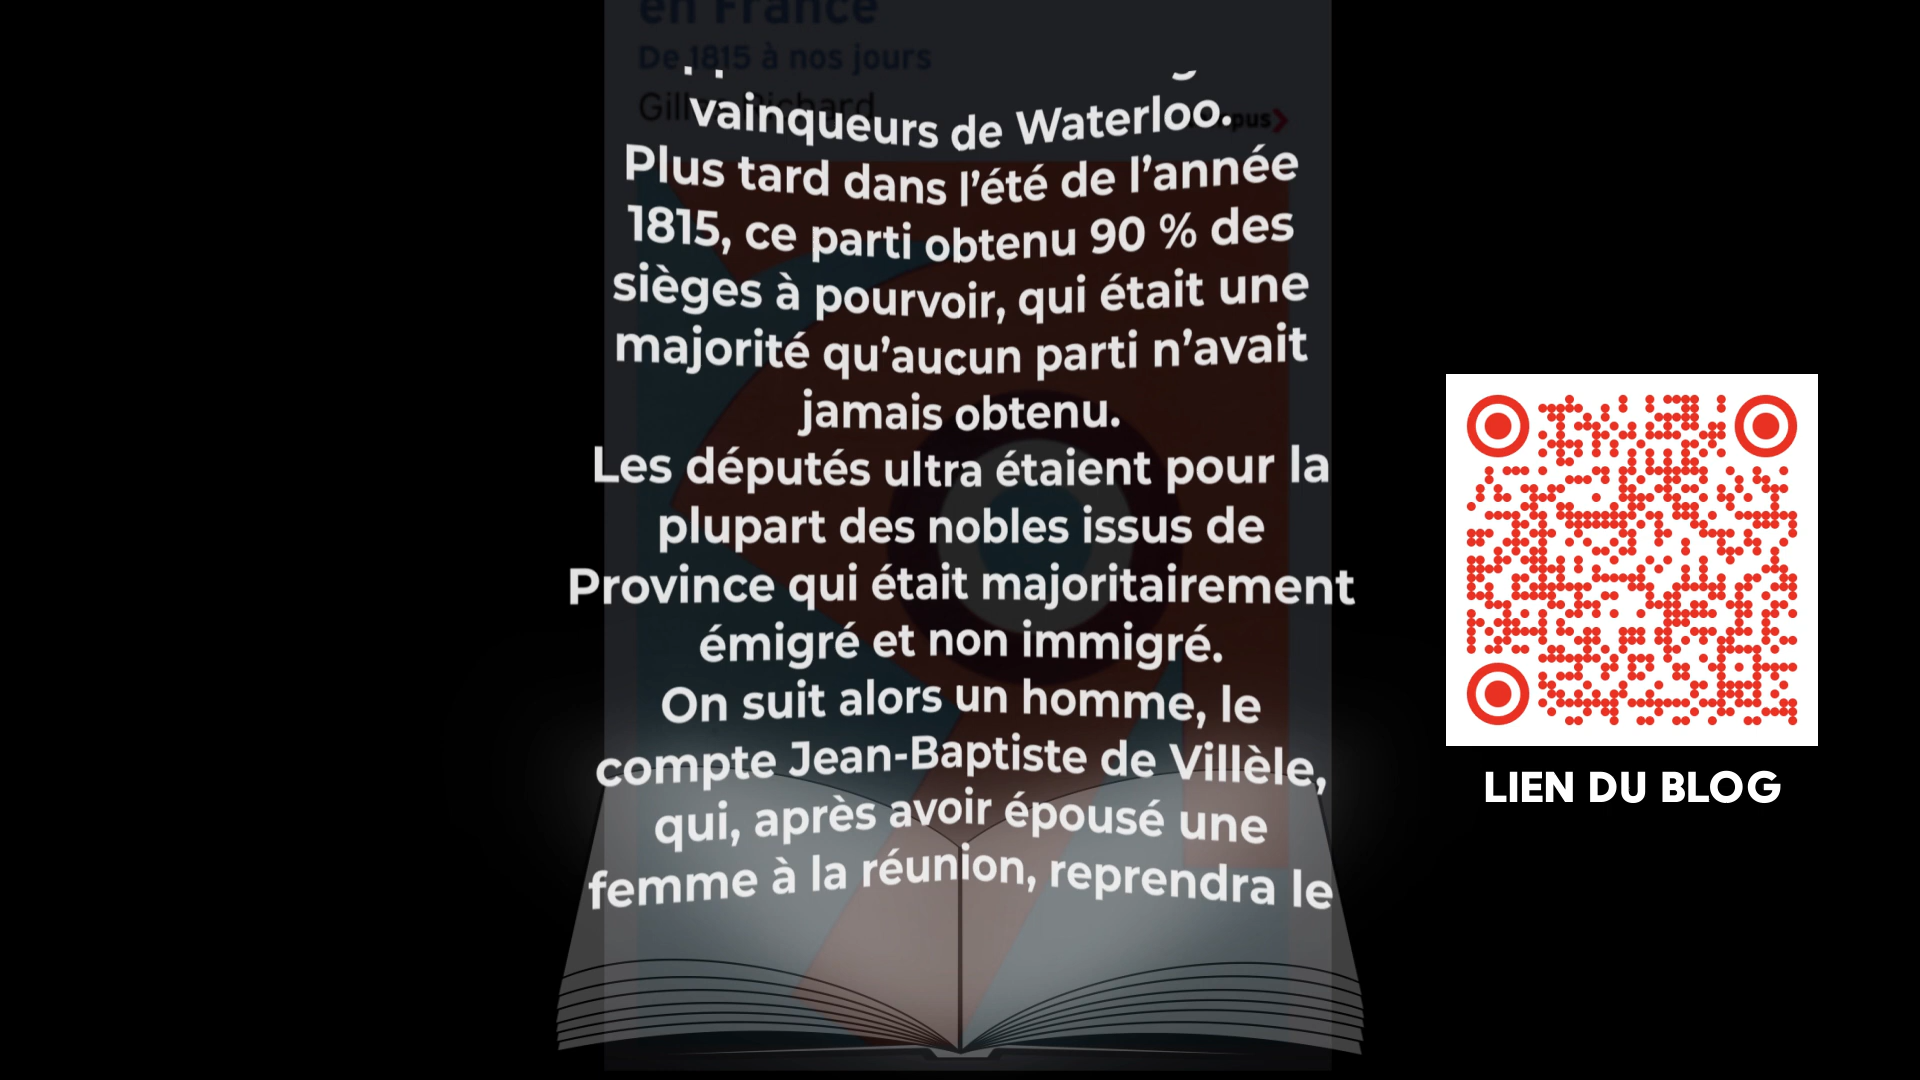 en France
De 1815 à nos jours
vainqueurs de Waterloo.
Plus tard dans l’été de l’année
1815, ce parti obtenu 90 % des
sièges à pourvoir, qui était une
majorité qu’aucun parti n’avait
jamais obtenu.
Les députés ultra étaient pour la
plupart des nobles issus de
Province qui était majoritairement
émigré et non immigré.
On suit alors un homme, le
compte Jean-Baptiste de Villèle,
qui, après avoir épousé une
femme à la réunion, reprendra le
LIEN DU BLOG